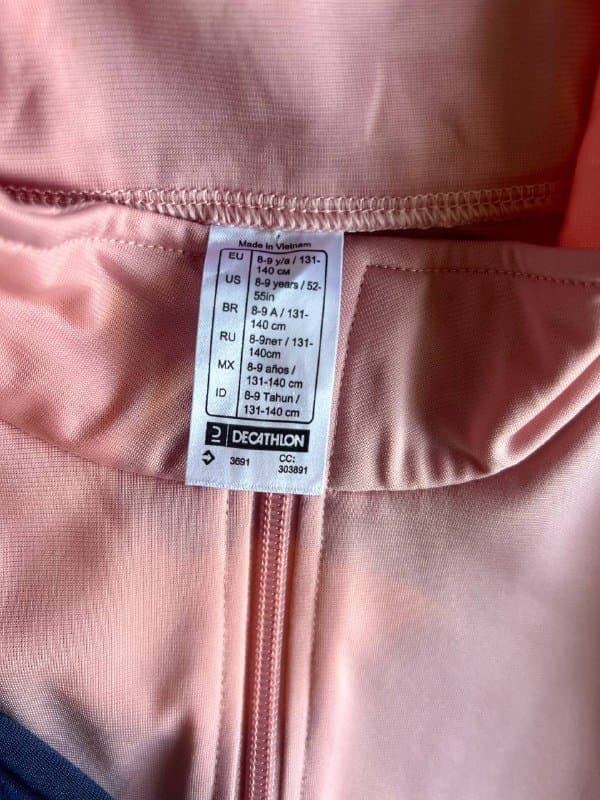 Made in Vietnam
EU 8-9 y/a / 131-
140 см
US 8-9 years / 52-
55in
BR 8-9 A / 131-
140 cm
RU 8-9лет / 131-
140cm
MX 8-9 años /
131-140 cm
ID 8-9 Tahun /
131-140 cm
DECATHLON
3691 CC:
303891